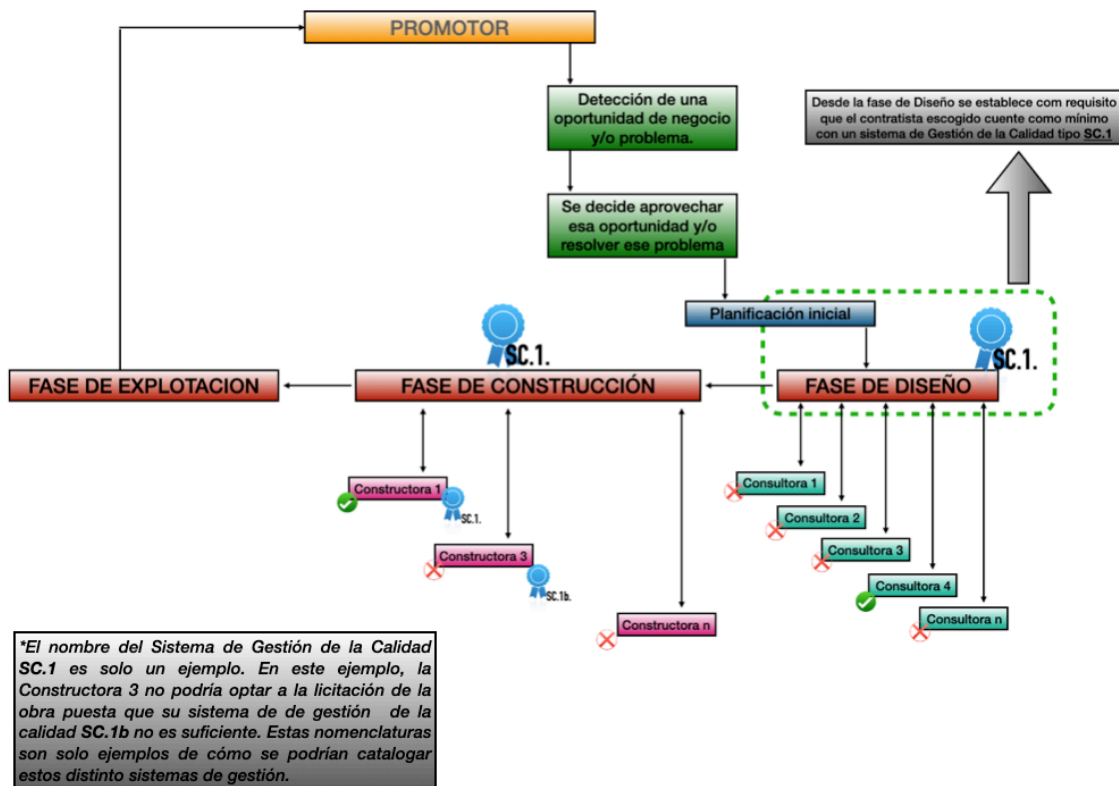 PROMOTOR
Detección de una
oportunidad de negocio
y/o problema.
Desde la fase de Diseño se establece com requisito
que el contratista escogido cuente como mínimo
con un sistema de Gestión de la Calidad tipo SC.1
Se decide aprovechar
esa oportunidad y/o
resolver ese problema
Planificación inicial
SC.1.
SC.1.
FASE DE EXPLOTACION
FASE DE CONSTRUCCIÓN
FASE DE DISEÑO
Constructora 1
SC.1.
Constructora 3
SC.1b.
Constructora n
Consultora 1
Consultora 2
Consultora 3
Consultora 4
Consultora n
*El nombre del Sistema de Gestión de la Calidad
SC.1 es solo un ejemplo. En este ejemplo, la
Constructora 3 no podría optar a la licitación de la
obra puesta que su sistema de de gestión de la
calidad SC.1b no es suficiente. Estas nomenclaturas
son solo ejemplos de cómo se podrían catalogar
estos distinto sistemas de gestión.